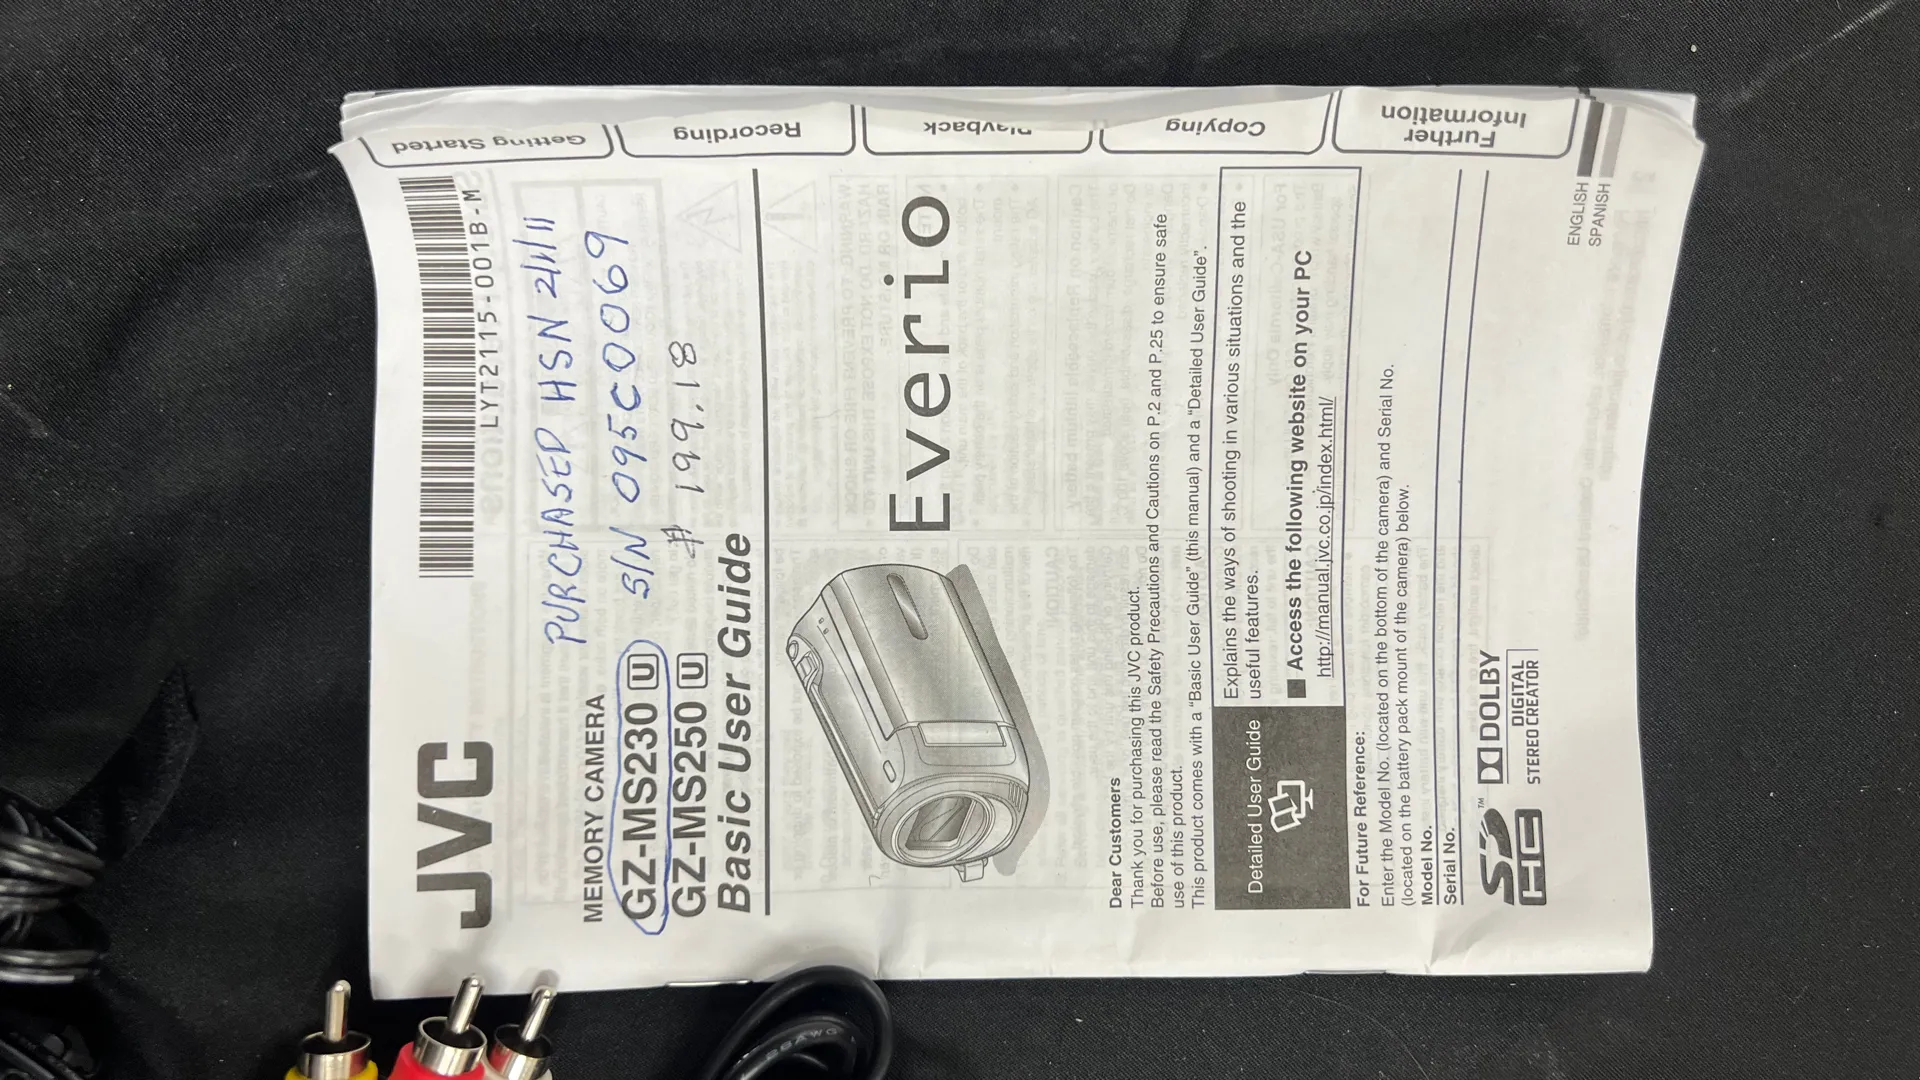 JVC
LYT2115-001B-M
PURCHASED HSN 2/1/11
MEMORY CAMERA
GZ-MS230 U
S/N 095C0069
GZ-MS250 U
$ 199.18
Basic User Guide
Everio
Getting Started
Recording
Playback
Copying
Further
Information
Dear Customers
Thank you for purchasing this JVC product.
Before use, please read the Safety Precautions and Cautions on P.2 and P.25 to ensure safe
use of this product.
This product comes with a “Basic User Guide” (this manual) and a “Detailed User Guide”.
Detailed User Guide
Explains the ways of shooting in various situations and the
useful features.
■ Access the following website on your PC
http://manual.jvc.co.jp/index.html/
For Future Reference:
Enter the Model No. (located on the bottom of the camera) and Serial No.
(located on the battery pack mount of the camera) below.
Model No.
Serial No.
SD HC ™
DOLBY
DIGITAL
STEREO CREATOR
ENGLISH
SPANISH
26AWG